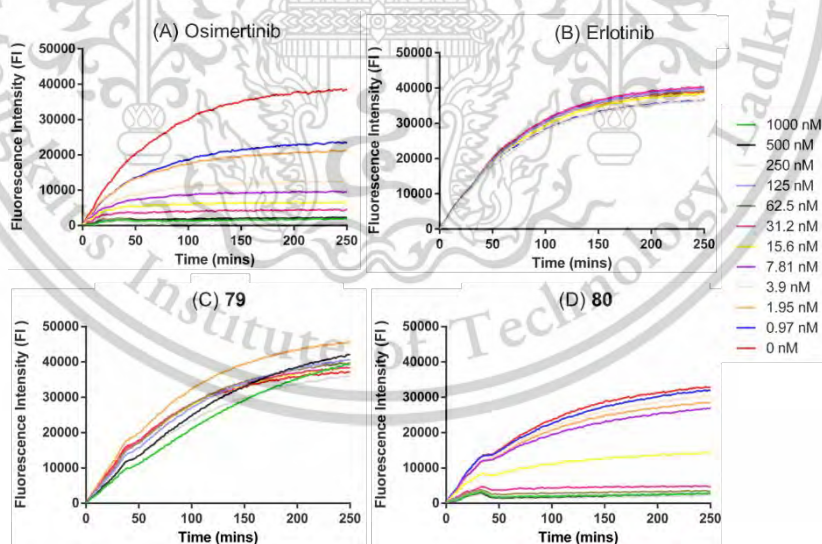 (A) Osimertinib
Fluorescence Intensity (FI)
50000
40000
30000
20000
10000
0
0 50 100 150 200 250
Time (mins)
(B) Erlotinib
Fluorescence Intensity (FI)
50000
40000
30000
20000
10000
0
0 50 100 150 200 250
Time (mins)
1000 nM
500 nM
250 nM
125 nM
62.5 nM
31.2 nM
15.6 nM
7.81 nM
3.9 nM
1.95 nM
0.97 nM
0 nM
(C) 79
Fluorescence Intensity (FI)
50000
40000
30000
20000
10000
0
0 50 100 150 200 250
Time (mins)
(D) 80
Fluorescence Intensity (FI)
50000
40000
30000
20000
10000
0
0 50 100 150 200 250
Time (mins)
Institute of Technology Ladkr